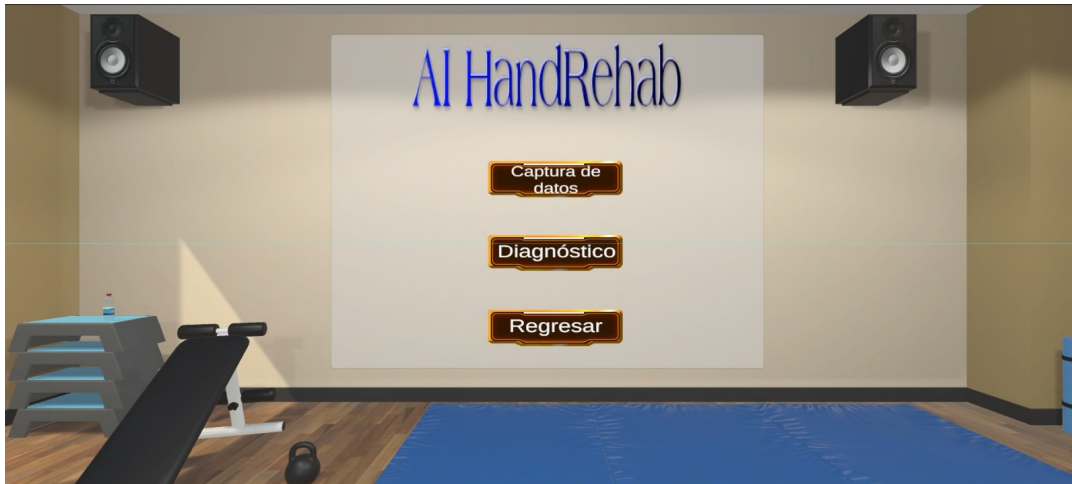 AI HandRehab
Captura de
datos
Diagnóstico
Regresar